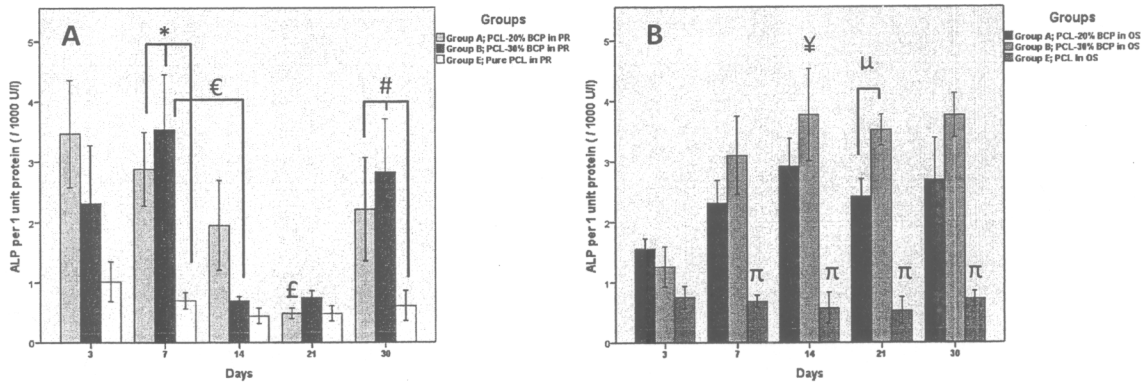 A
Groups
Group A; PCL-20% BCP in PR
Group B; PCL-30% BCP in PR
Group E; Pure PCL in PR
*
€
#
£
ALP per 1 unit protein ( / 1000 U/l)
5
4
3
2
1
0
3 7 14 21 30
Days
B
Groups
Group A; PCL-20% BCP in OS
Group B; PCL-30% BCP in OS
Group E; PCL in OS
¥
µ
π π π π
ALP per 1 unit protein ( / 1000 U/l)
5
4
3
2
1
0
3 7 14 21 30
Days